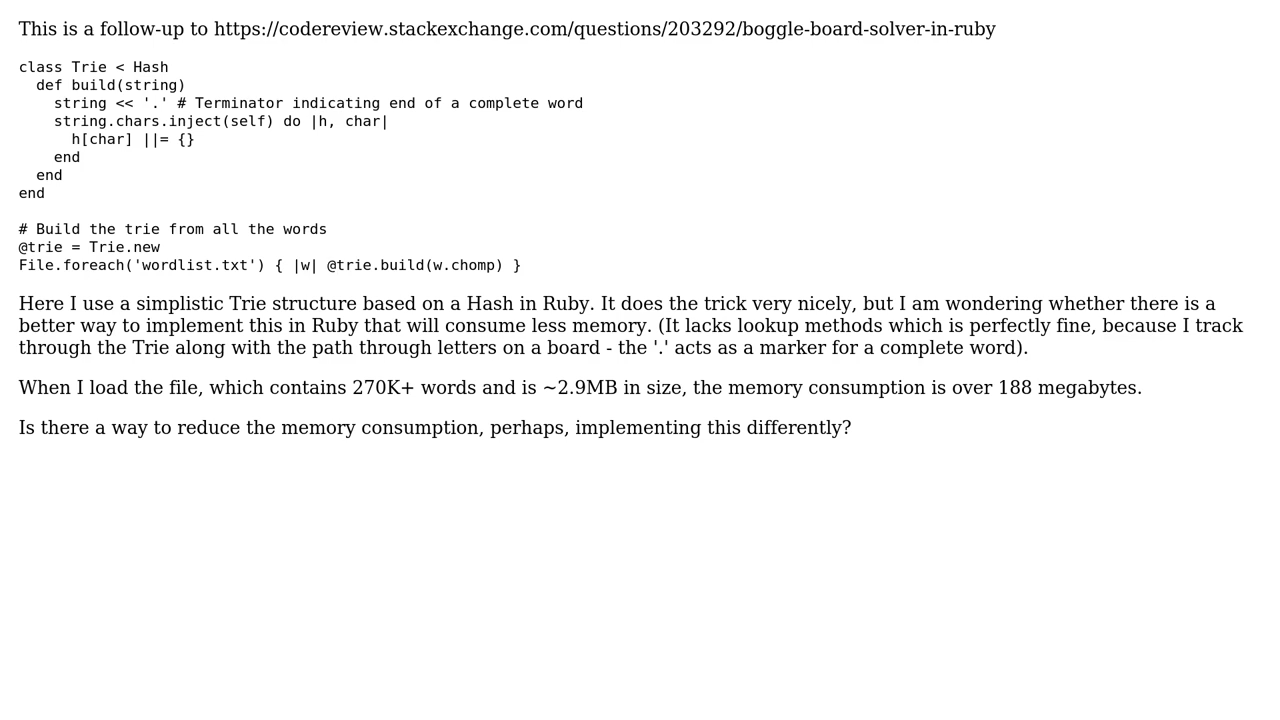 This is a follow-up to https://codereview.stackexchange.com/questions/203292/boggle-board-solver-in-ruby
class Trie < Hash
  def build(string)
    string << '.' # Terminator indicating end of a complete word
    string.chars.inject(self) do |h, char|
      h[char] ||= {}
    end
  end
end
# Build the trie from all the words
@trie = Trie.new
File.foreach('wordlist.txt') { |w| @trie.build(w.chomp) }
Here I use a simplistic Trie structure based on a Hash in Ruby. It does the trick very nicely, but I am wondering whether there is a
better way to implement this in Ruby that will consume less memory. (It lacks lookup methods which is perfectly fine, because I track
through the Trie along with the path through letters on a board - the '.' acts as a marker for a complete word).
When I load the file, which contains 270K+ words and is ~2.9MB in size, the memory consumption is over 188 megabytes.
Is there a way to reduce the memory consumption, perhaps, implementing this differently?